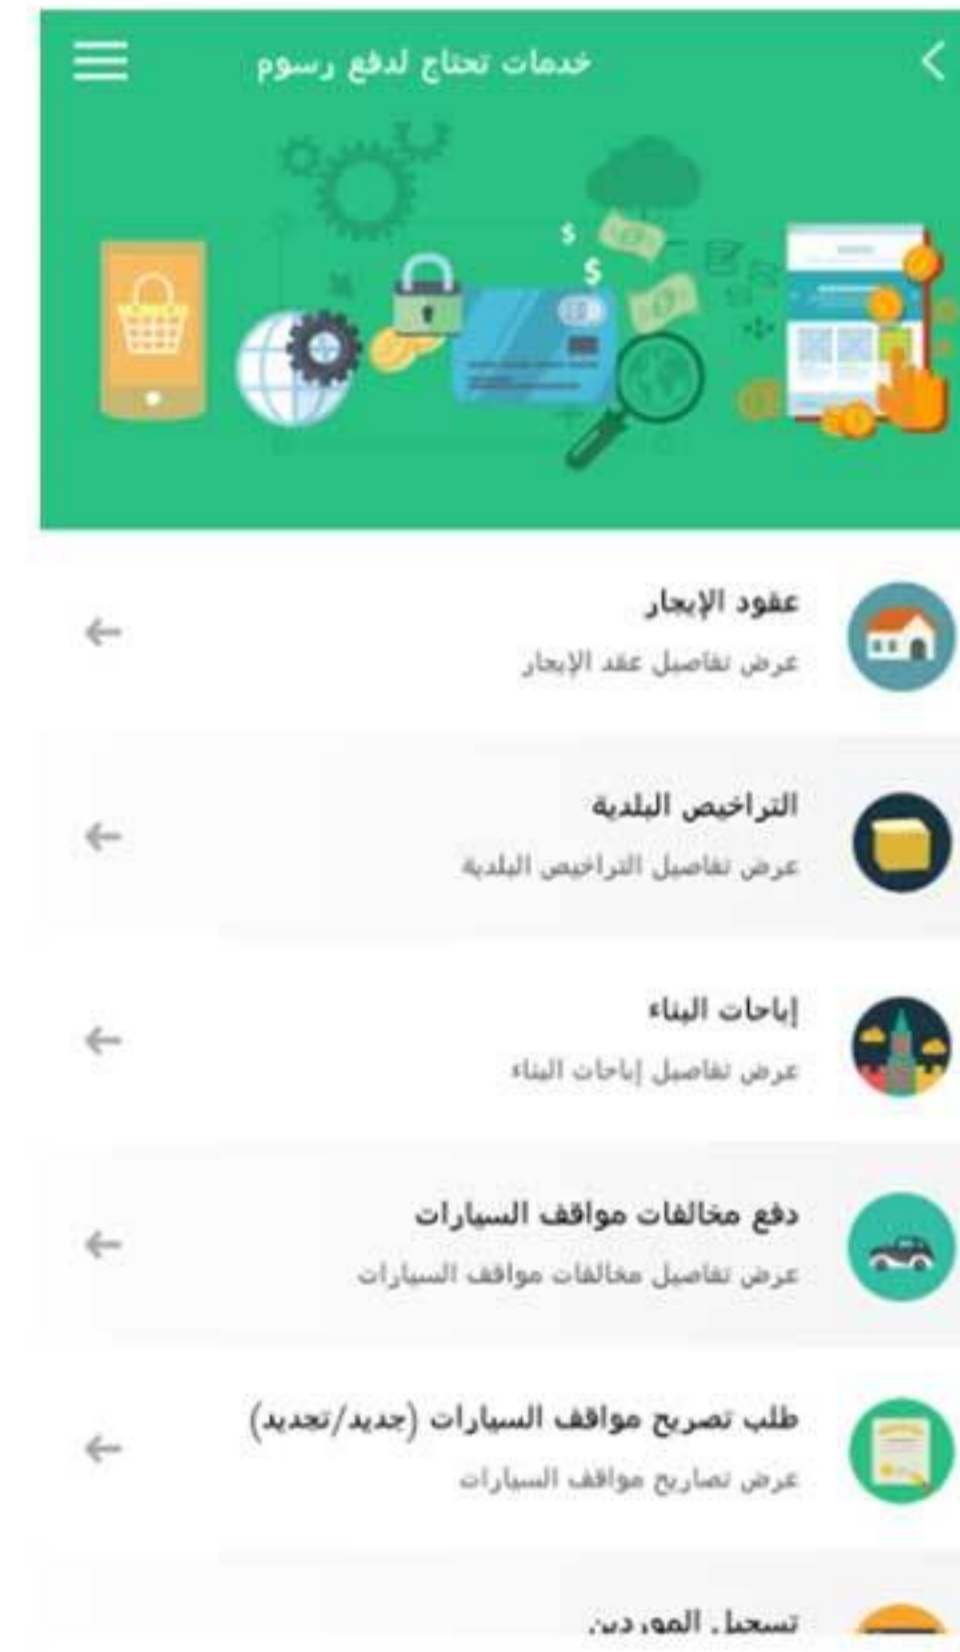 خدمات تحتاج لدفع رسوم
$
$
عقود الإيجار
عرض تفاصيل عقد الإيجار
التراخيص البلدية
عرض تفاصيل التراخيص البلدية
إباحات البناء
عرض تفاصيل إباحات البناء
دفع مخالفات مواقف السيارات
عرض تفاصيل مخالفات مواقف السيارات
طلب تصريح مواقف السيارات (جديد/تجديد)
عرض تصاريح مواقف السيارات
تسجيل الموردين